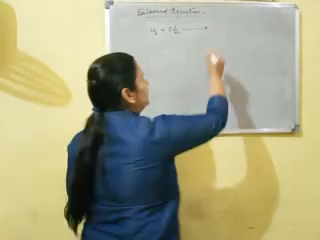 Balanced Equation
H₂ + Cl₂ ⟶